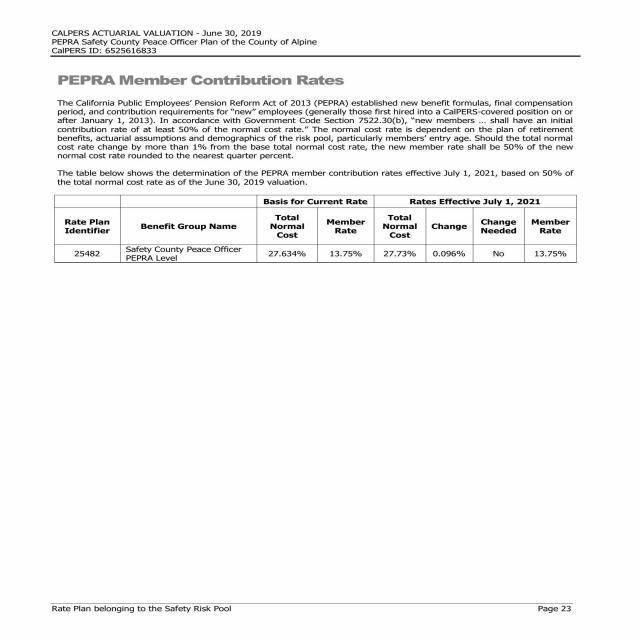 CALPERS ACTUARIAL VALUATION - June 30, 2019
PEPRA Safety County Peace Officer Plan of the County of Alpine
CalPERS ID: 6525616833
PEPRA Member Contribution Rates
The California Public Employees' Pension Reform Act of 2013 (PEPRA) established new benefit formulas, final compensation
period, and contribution requirements for "new" employees (generally those first hired into a CalPERS-covered position on or
after January 1, 2013). In accordance with Government Code Section 7522.30(b), "new members ... shall have an initial
contribution rate of at least 50% of the normal cost rate." The normal cost rate is dependent on the plan of retirement
benefits, actuarial assumptions and demographics of the risk pool, particularly members' entry age. Should the total normal
cost rate change by more than 1% from the base total normal cost rate, the new member rate shall be 50% of the new
normal cost rate rounded to the nearest quarter percent.
The table below shows the determination of the PEPRA member contribution rates effective July 1, 2021, based on 50% of
the total normal cost rate as of the June 30, 2019 valuation.
Basis for Current Rate Rates Effective July 1, 2021
Rate Plan Identifier Benefit Group Name Total Normal Cost Member Rate Total Normal Cost Change Change Needed Member Rate
25482 Safety County Peace Officer PEPRA Level 27.634% 13.75% 27.73% 0.096% No 13.75%
Rate Plan belonging to the Safety Risk Pool Page 23